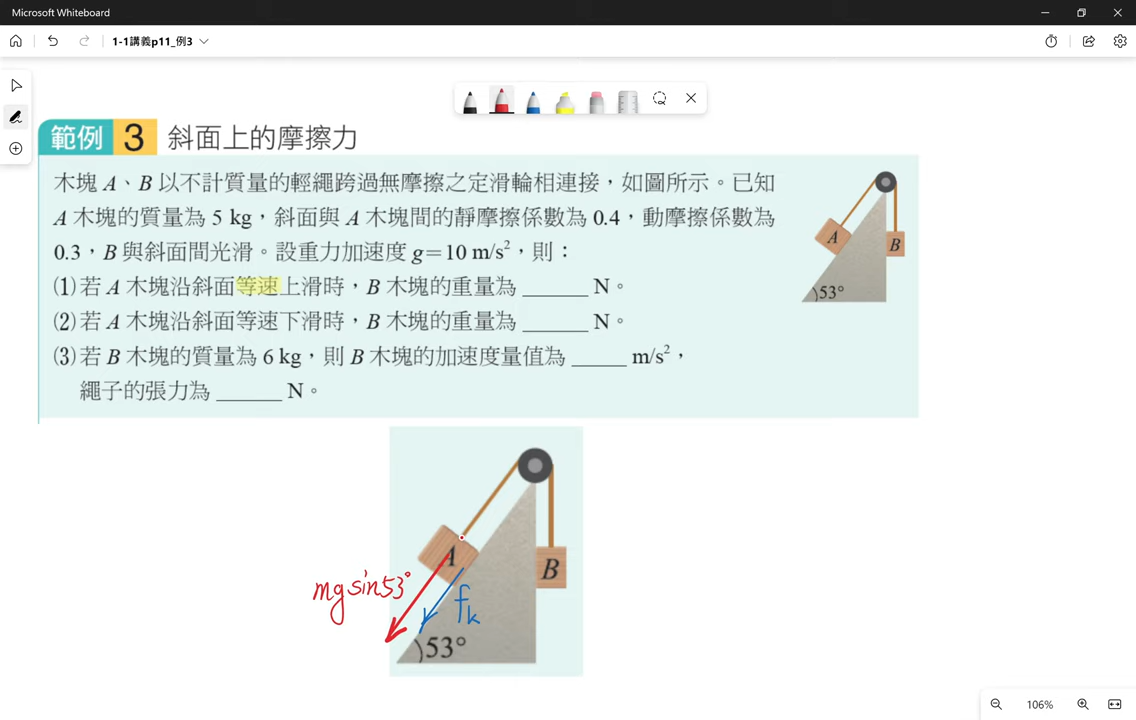 Microsoft Whiteboard
1-1講義p11_例3
範例 3 斜面上的摩擦力
木塊 A、B 以不計質量的輕繩跨過無摩擦之定滑輪相連接，如圖所示。已知
A 木塊的質量為 5 kg，斜面與 A 木塊間的靜摩擦係數為 0.4，動摩擦係數為
0.3，B 與斜面間光滑。設重力加速度 g＝10 m/s²，則：
⑴若 A 木塊沿斜面等速上滑時，B 木塊的重量為 ______ N。
⑵若 A 木塊沿斜面等速下滑時，B 木塊的重量為 ______ N。
⑶若 B 木塊的質量為 6 kg，則 B 木塊的加速度量值為 _____ m/s²，
繩子的張力為 ______ N。
A
B
53°
A
B
mg sin53°
fk
53°
106%